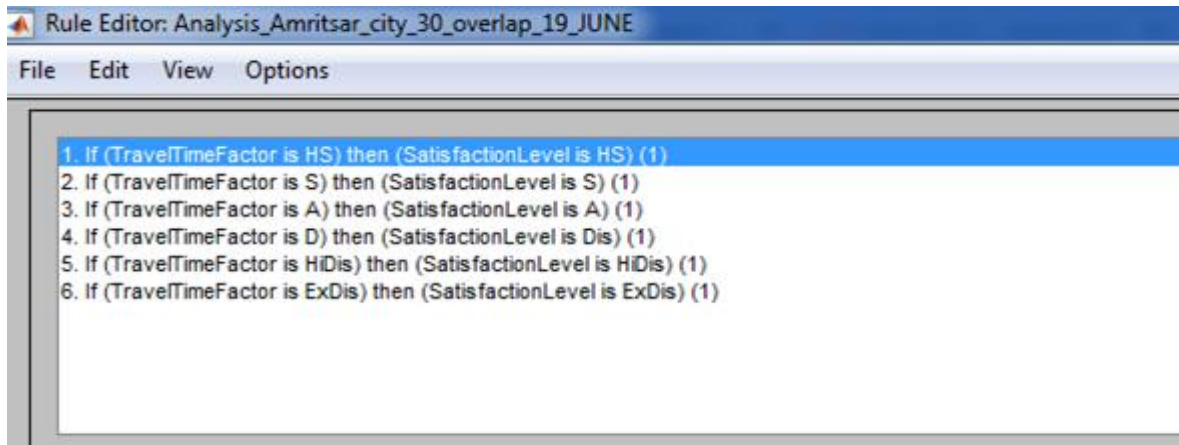 Rule Editor: Analysis_Amritsar_city_30_overlap_19_JUNE
File Edit View Options
1. If (TravelTimeFactor is HS) then (SatisfactionLevel is HS) (1)
2. If (TravelTimeFactor is S) then (SatisfactionLevel is S) (1)
3. If (TravelTimeFactor is A) then (SatisfactionLevel is A) (1)
4. If (TravelTimeFactor is D) then (SatisfactionLevel is Dis) (1)
5. If (TravelTimeFactor is HiDis) then (SatisfactionLevel is HiDis) (1)
6. If (TravelTimeFactor is ExDis) then (SatisfactionLevel is ExDis) (1)